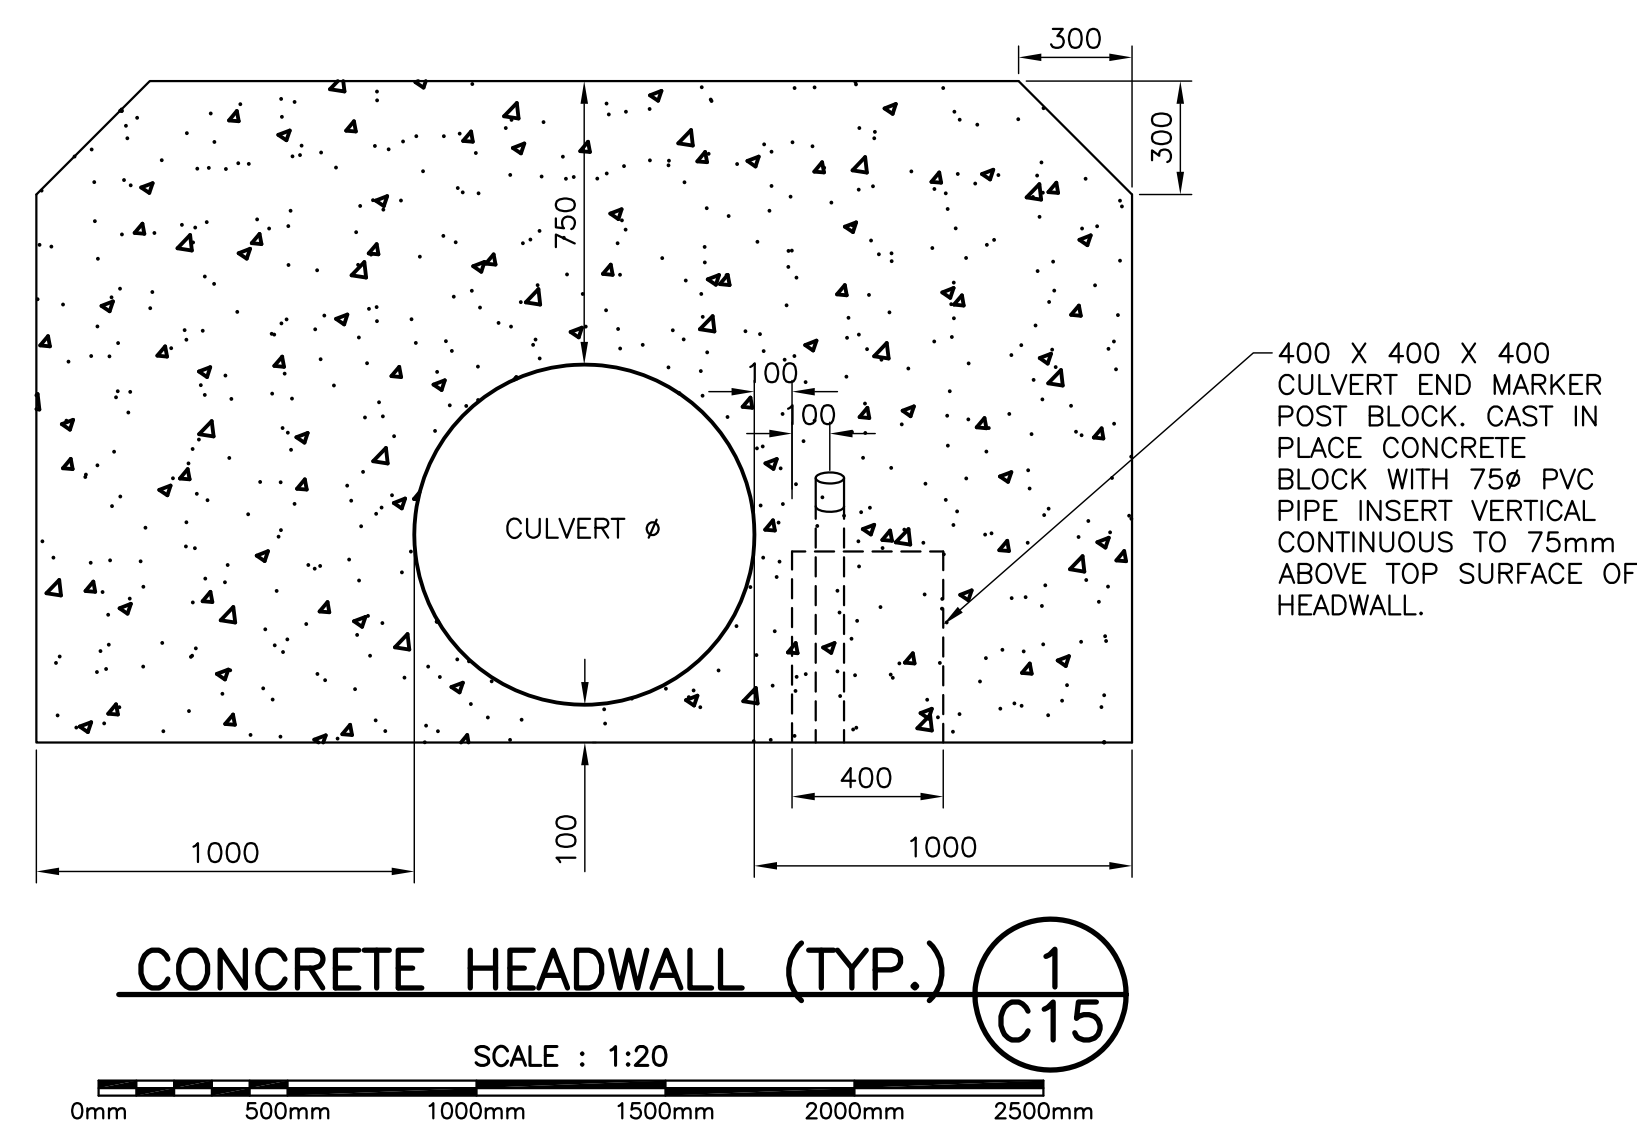 300
300
750
400 X 400 X 400
CULVERT END MARKER
POST BLOCK. CAST IN
PLACE CONCRETE
BLOCK WITH 75ø PVC
PIPE INSERT VERTICAL
CONTINUOUS TO 75mm
ABOVE TOP SURFACE OF
HEADWALL.
100
100
CULVERT ø
400
100
1000
1000
CONCRETE HEADWALL (TYP.)
1
C15
SCALE : 1:20
0mm 500mm 1000mm 1500mm 2000mm 2500mm